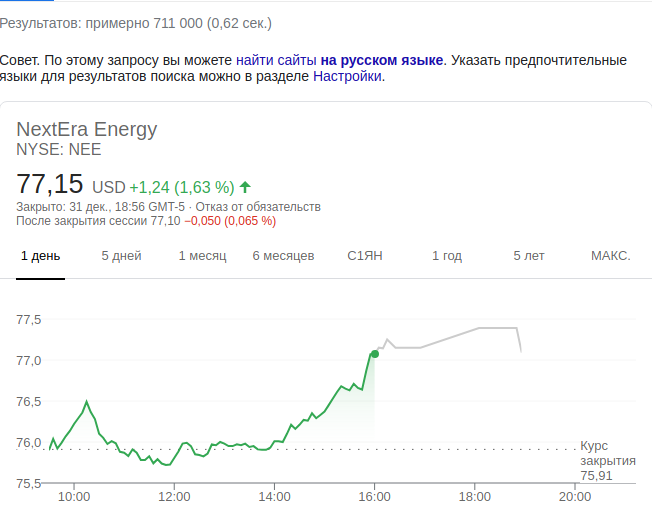 Результатов: примерно 711 000 (0,62 сек.)
Совет. По этому запросу вы можете найти сайты на русском языке. Указать предпочтительные
языки для результатов поиска можно в разделе Настройки.
NextEra Energy
NYSE: NEE
77,15 USD +1,24 (1,63 %)
Закрыто: 31 дек., 18:56 GMT-5 · Отказ от обязательств
После закрытия сессии 77,10 −0,050 (0,065 %)
1 день 5 дней 1 месяц 6 месяцев С1ЯН 1 год 5 лет МАКС.
77,5
77,0
76,5
76,0
75,5
Курс
закрытия
75,91
10:00 12:00 14:00 16:00 18:00 20:00